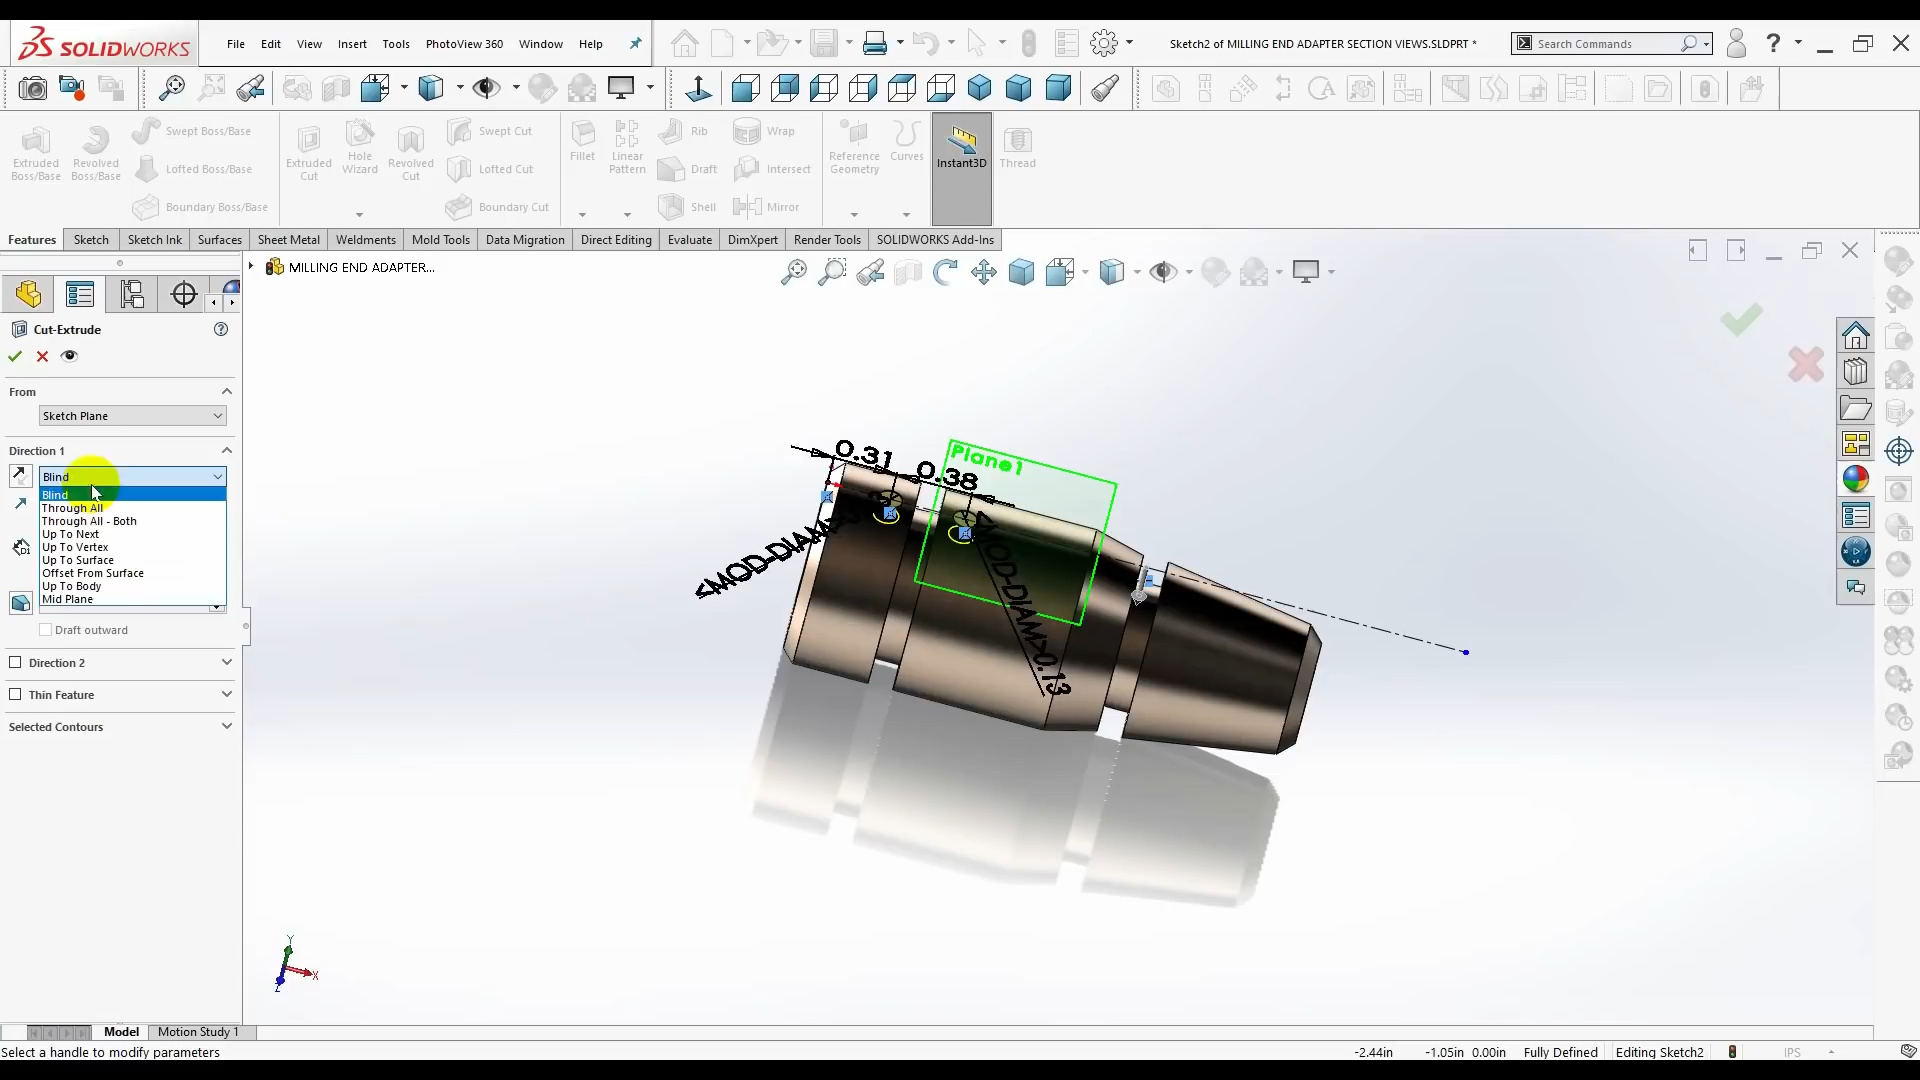 SOLIDWORKS
File Edit View Insert Tools PhotoView 360 Window Help
Sketch2 of MILLING END ADAPTER SECTION VIEWS.SLDPRT *
Search Commands
?
Extruded Boss/Base
Revolved Boss/Base
Swept Boss/Base
Lofted Boss/Base
Boundary Boss/Base
Extruded Cut
Hole Wizard
Revolved Cut
Swept Cut
Lofted Cut
Boundary Cut
Fillet
Linear Pattern
Rib
Draft
Shell
Wrap
Intersect
Mirror
Reference Geometry
Curves
Instant3D
Thread
Features Sketch Sketch Ink Surfaces Sheet Metal Weldments Mold Tools Data Migration Direct Editing Evaluate DimXpert Render Tools SOLIDWORKS Add-Ins
MILLING END ADAPTER...
Cut-Extrude
From
Sketch Plane
Direction 1
Blind
Blind
Through All
Through All - Both
Up To Next
Up To Vertex
Up To Surface
Offset From Surface
Up To Body
Mid Plane
Draft outward
Direction 2
Thin Feature
Selected Contours
0.31
0.38
Plane1
<MOD-DIAM>
<MOD-DIAM>0.13
Y
X
Z
Model Motion Study 1
Select a handle to modify parameters
-2.44in -1.05in 0.00in Fully Defined Editing Sketch2 IPS